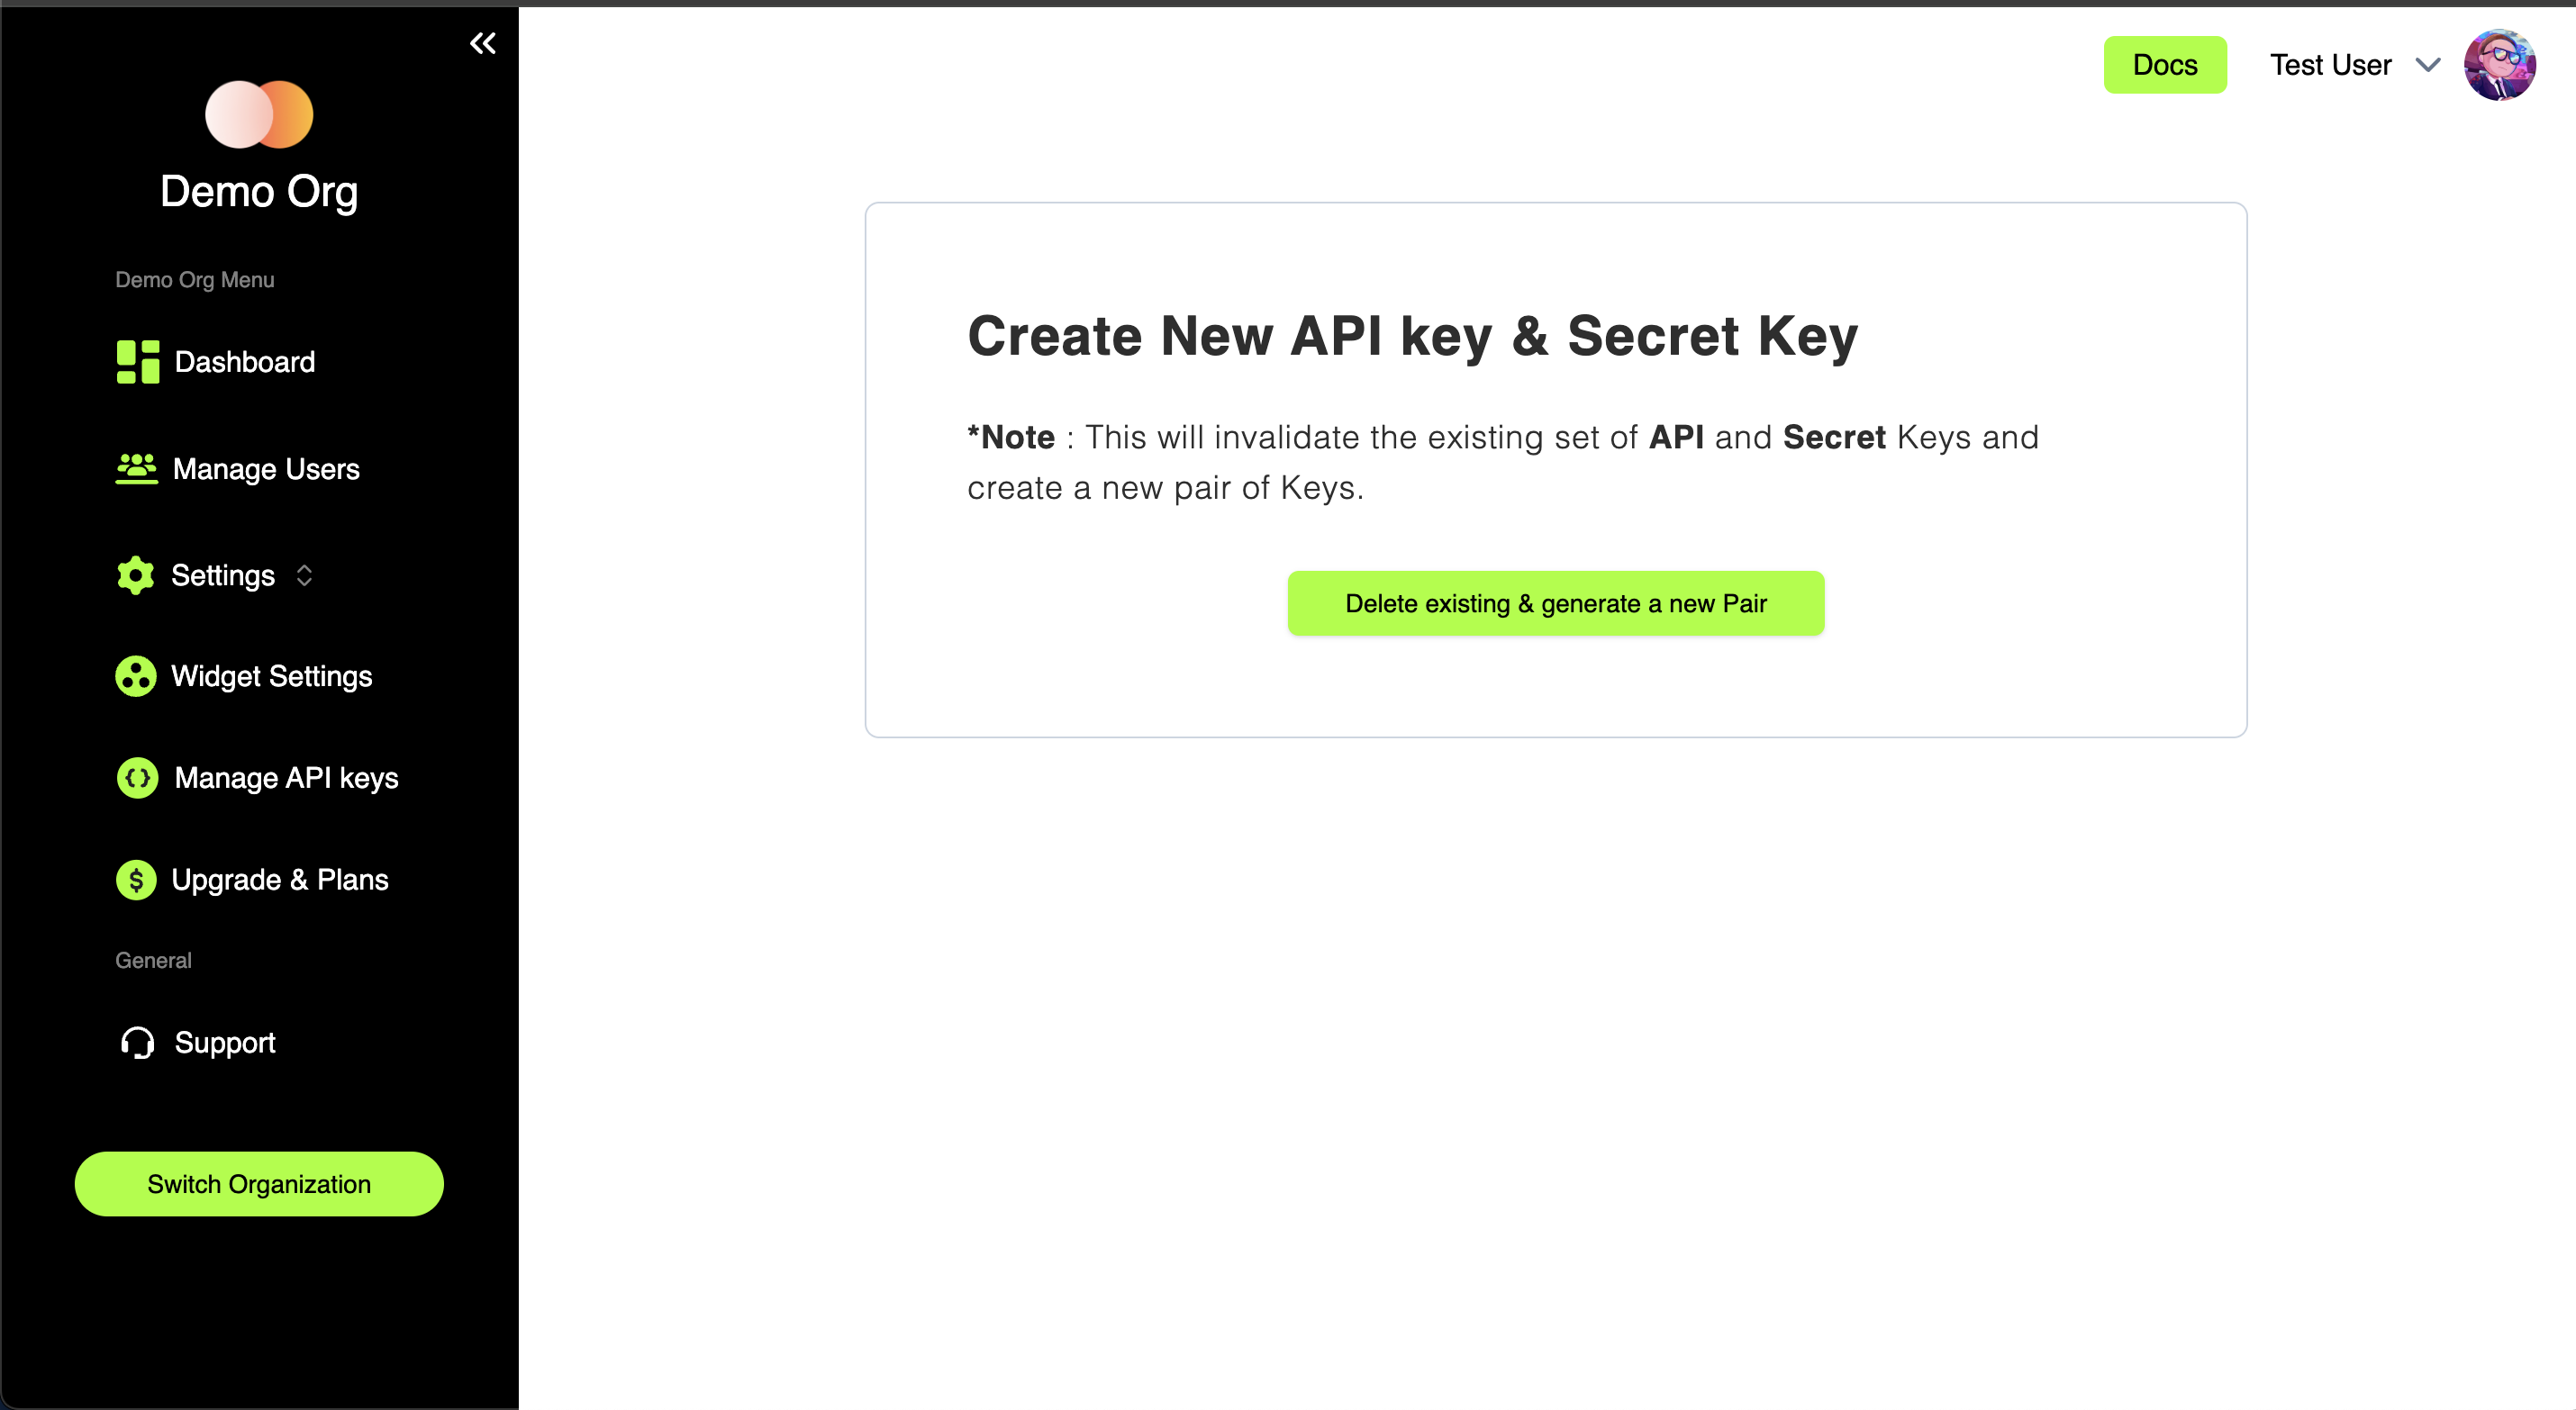 Demo Org
Demo Org Menu
Dashboard
Manage Users
Settings
Widget Settings
Manage API keys
Upgrade & Plans
General
Support
Switch Organization
Docs
Test User
Create New API key & Secret Key
*Note : This will invalidate the existing set of API and Secret Keys and
create a new pair of Keys.
Delete existing & generate a new Pair